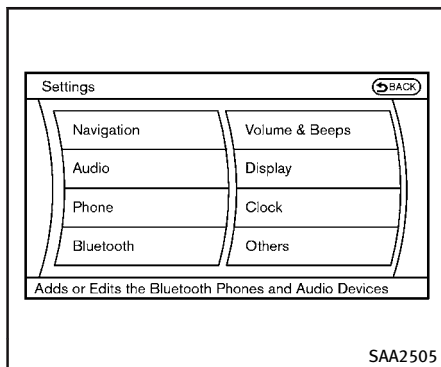 Settings
BACK
Navigation
Volume & Beeps
Audio
Display
Phone
Clock
Bluetooth
Others
Adds or Edits the Bluetooth Phones and Audio Devices
SAA2505